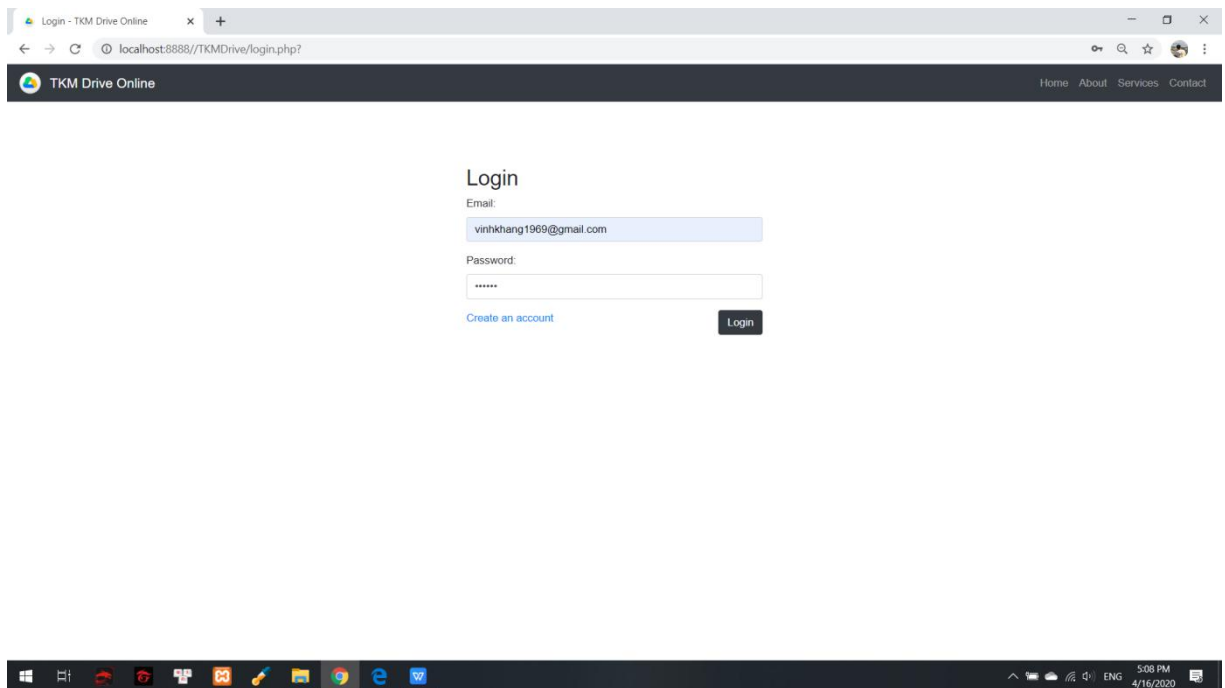 Login - TKM Drive Online
localhost:8888//TKMDrive/login.php?
TKM Drive Online Home About Services Contact
Login
Email:
vinhkhang1969@gmail.com
Password:
••••••
Create an account Login
ENG 5:08 PM
4/16/2020